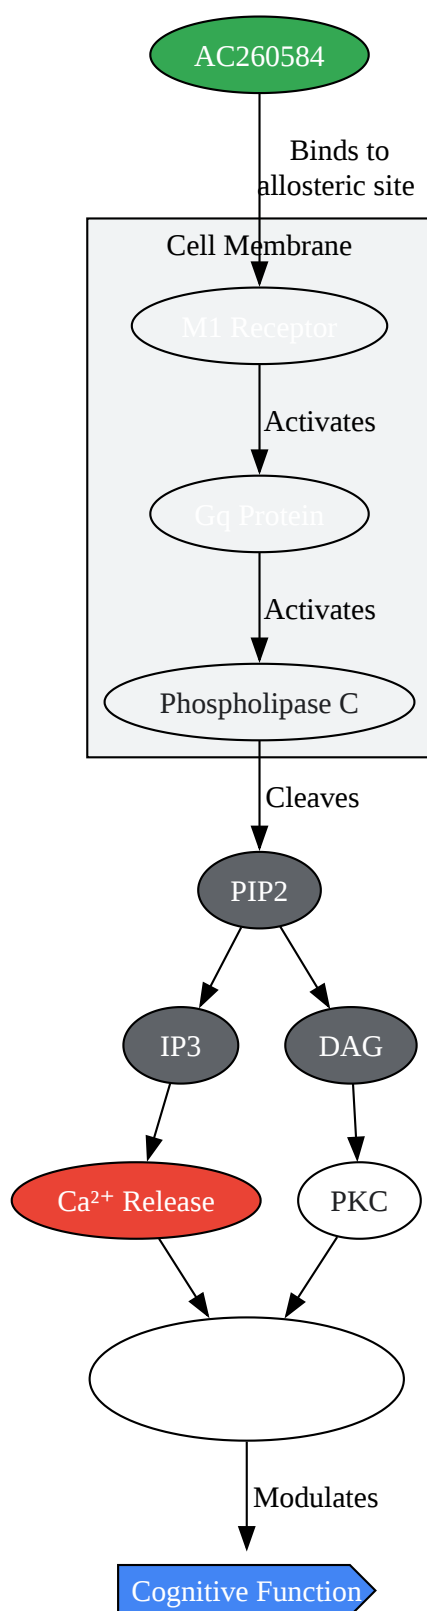 AC260584
Binds to
allosteric site
Cell Membrane
M1 Receptor
Activates
Gq Protein
Activates
Phospholipase C
Cleaves
PIP2
IP3
DAG
Ca²⁺ Release
PKC
Modulates
Cognitive Function